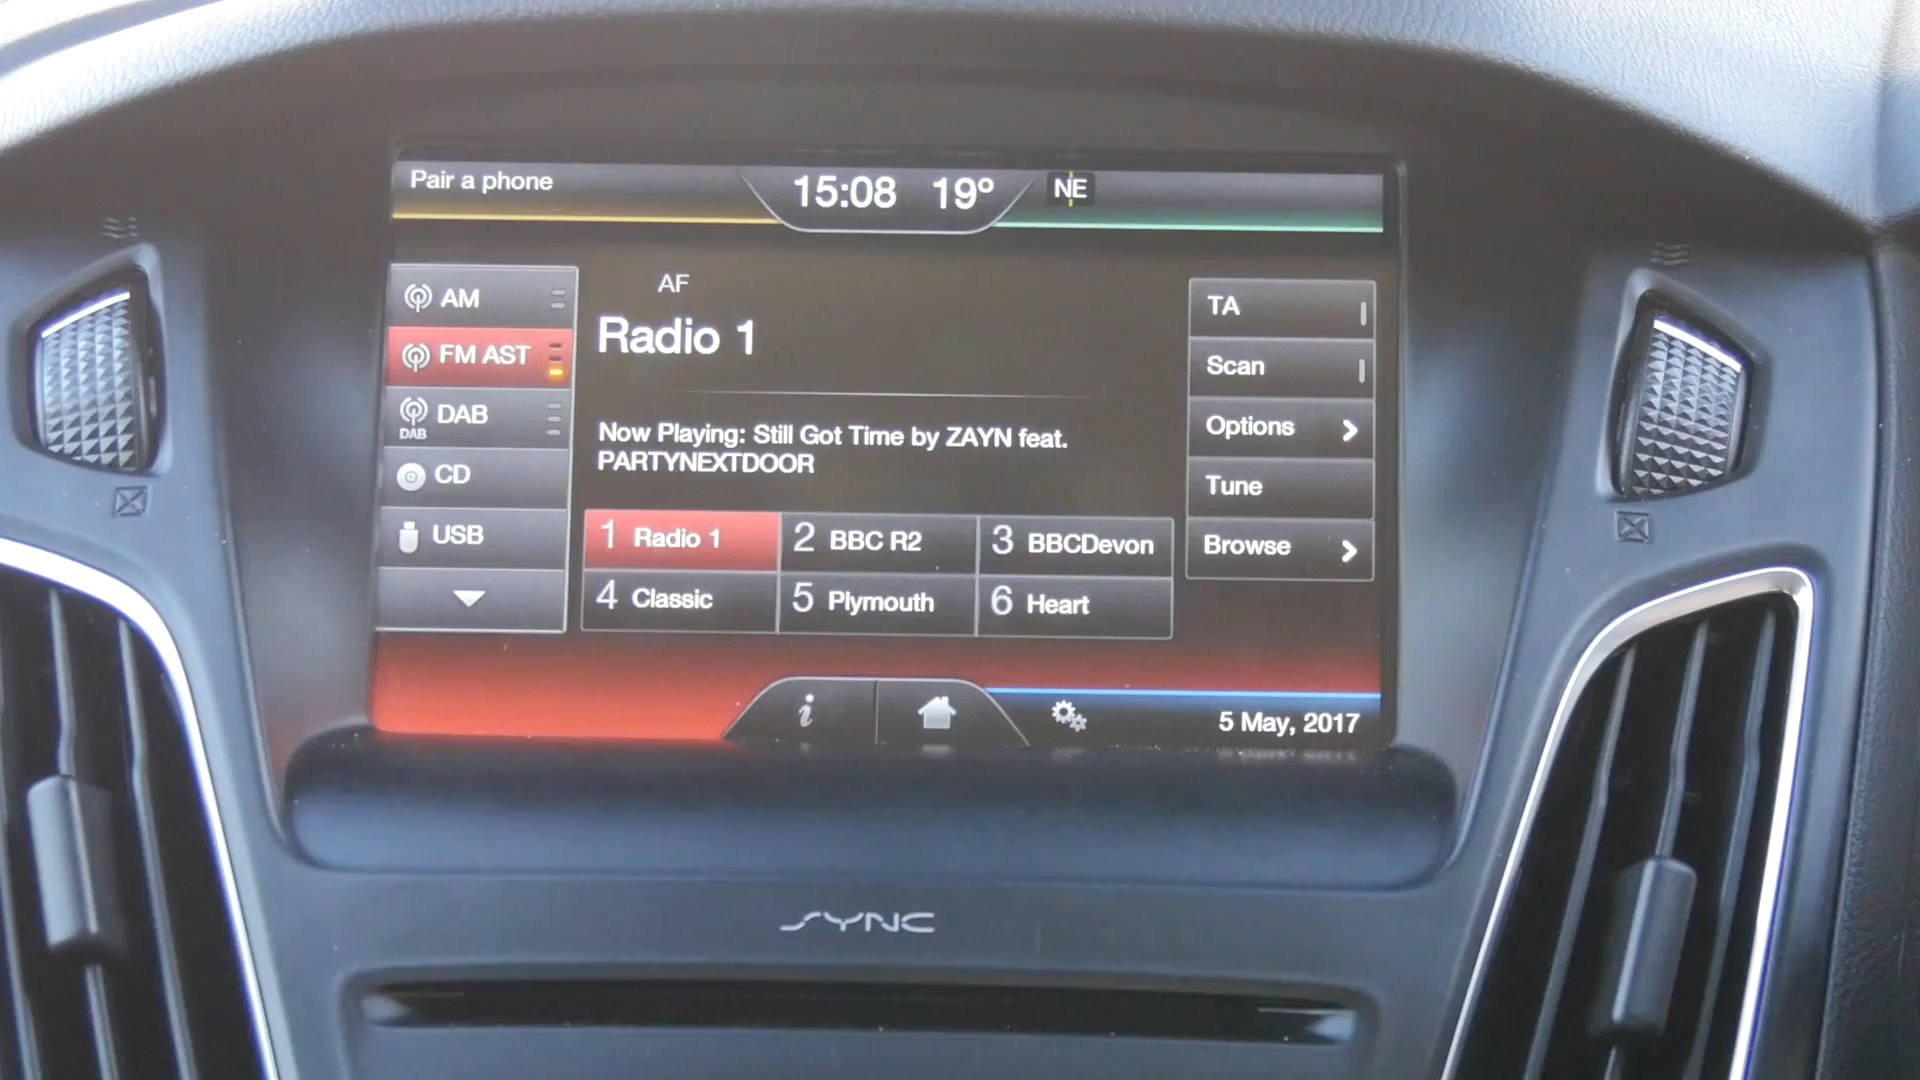 Pair a phone
15:08 19° NE
AM
FM AST
DAB
DAB
CD
USB
AF
Radio 1
Now Playing: Still Got Time by ZAYN feat.
PARTYNEXTDOOR
1 Radio 1
2 BBC R2
3 BBCDevon
4 Classic
5 Plymouth
6 Heart
TA
Scan
Options
Tune
Browse
i
5 May, 2017
SYNC